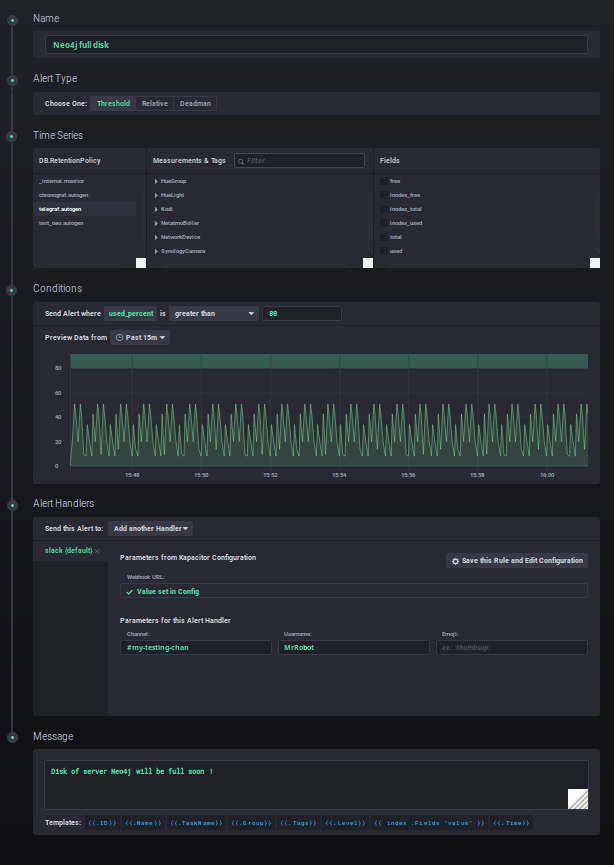 Name
Neo4j full disk
Alert Type
Choose One: Threshold Relative Deadman
Time Series
DB.RetentionPolicy Measurements & Tags Filter Fields
_internal.monitor HueGroup free
chronograf.autogen HueLight inodes_free
telegraf.autogen Kodi inodes_total
test_neo.autogen NetatmoBoiler inodes_used
NetworkDevice total
SynologyCamera used
Conditions
Send Alert where used_percent is greater than 80
Preview Data from Past 15m
80
60
40
20
0
15:48 15:50 15:52 15:54 15:56 15:58 16:00
Alert Handlers
Send this Alert to: Add another Handler
slack (default) ×
Parameters from Kapacitor Configuration Save this Rule and Edit Configuration
Webhook URL:
Value set in Config
Parameters for this Alert Handler
Channel: Username: Emoji:
#my-testing-chan MrRobot ex: :thumbsup:
Message
Disk of server Neo4j will be full soon !
Templates: {{.ID}} {{.Name}} {{.TaskName}} {{.Group}} {{.Tags}} {{.Level}} {{ index .Fields "value" }} {{.Time}}